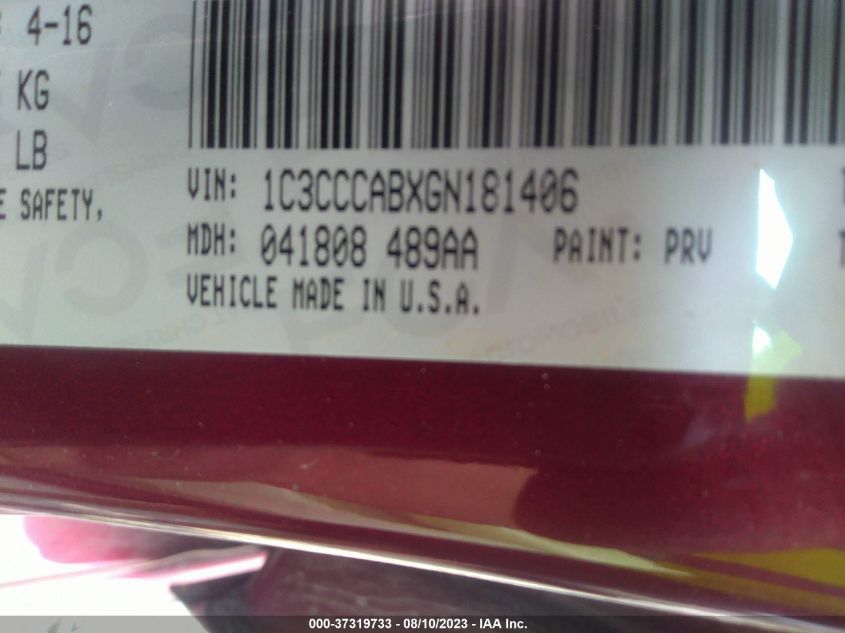 4-16
KG
LB
E SAFETY,
VIN: 1C3CCCABXGN181406
MDH: 041808 489AA PAINT: PRV
VEHICLE MADE IN U.S.A.
000-37319733 - 08/10/2023 - IAA Inc.